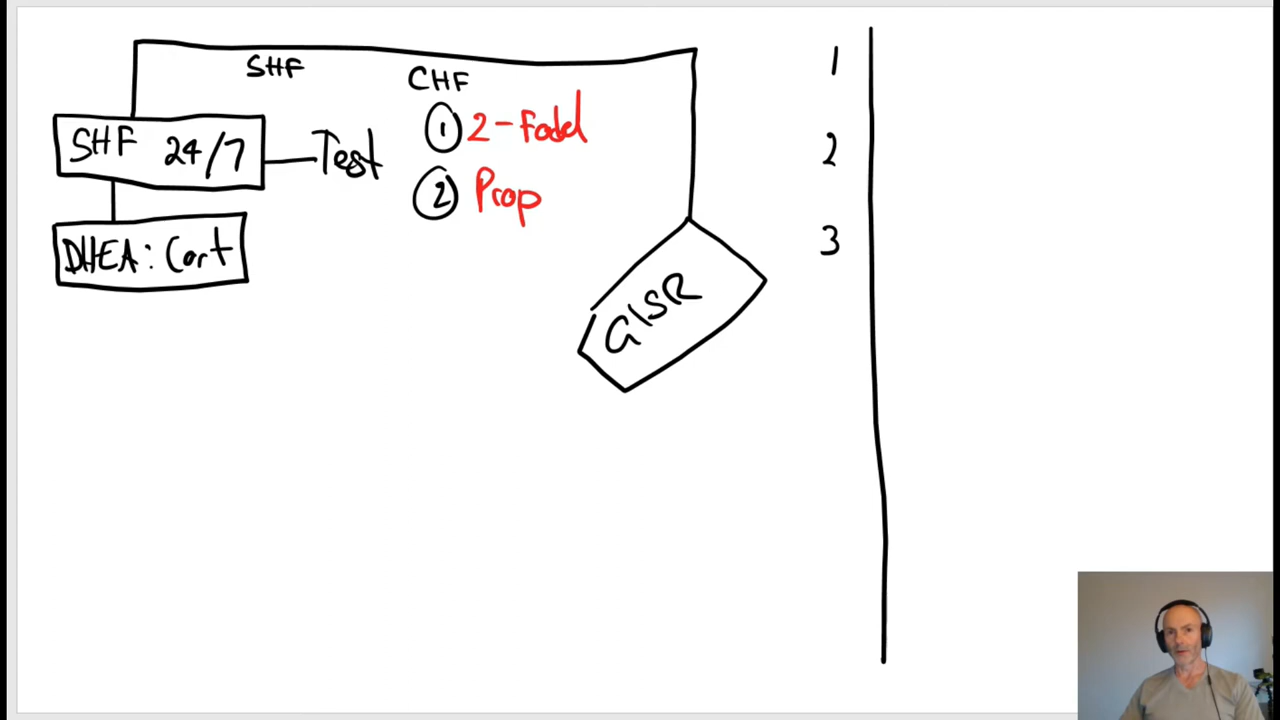 SHF
CHF
① 2-Fold
② Prop
SHF 24/7
Test
DHEA: Cort
GISR
1
2
3